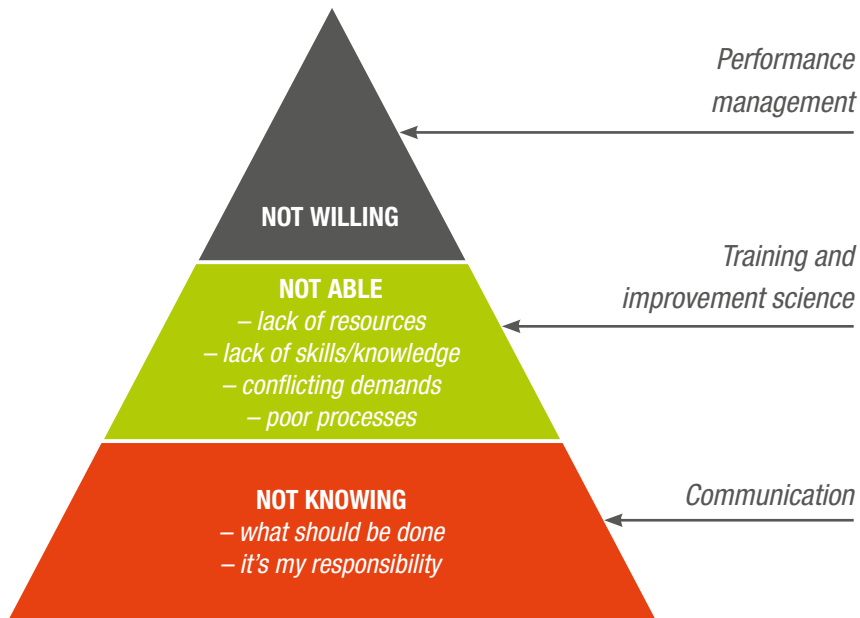 Performance
management
NOT WILLING
Training and
improvement science
NOT ABLE
– lack of resources
– lack of skills/knowledge
– conflicting demands
– poor processes
Communication
NOT KNOWING
– what should be done
– it’s my responsibility